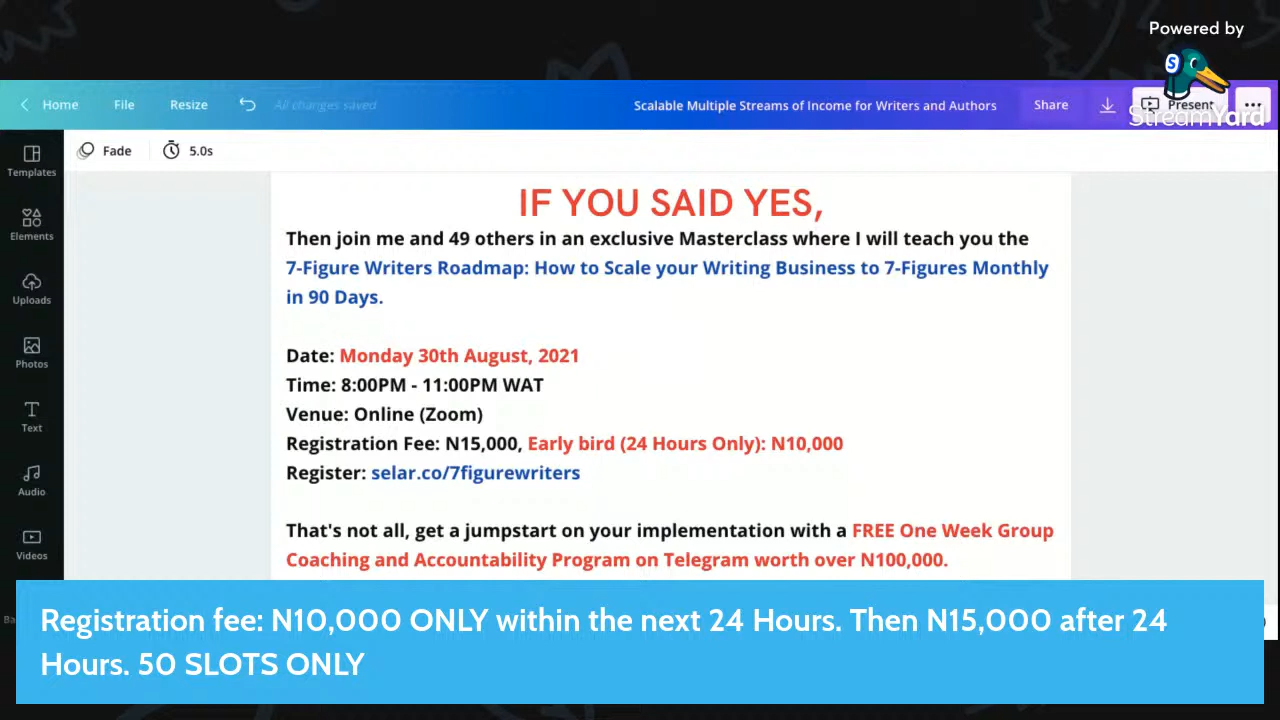 Powered by
StreamYard
Home
File
Resize
All changes saved
Scalable Multiple Streams of Income for Writers and Authors
Share
Present
Fade
5.0s
Templates
Elements
Uploads
Photos
Text
Audio
Videos
IF YOU SAID YES,
Then join me and 49 others in an exclusive Masterclass where I will teach you the
7-Figure Writers Roadmap: How to Scale your Writing Business to 7-Figures Monthly
in 90 Days.
Date: Monday 30th August, 2021
Time: 8:00PM - 11:00PM WAT
Venue: Online (Zoom)
Registration Fee: N15,000, Early bird (24 Hours Only): N10,000
Register: selar.co/7figurewriters
That's not all, get a jumpstart on your implementation with a FREE One Week Group
Coaching and Accountability Program on Telegram worth over N100,000.
Registration fee: N10,000 ONLY within the next 24 Hours. Then N15,000 after 24
Hours. 50 SLOTS ONLY